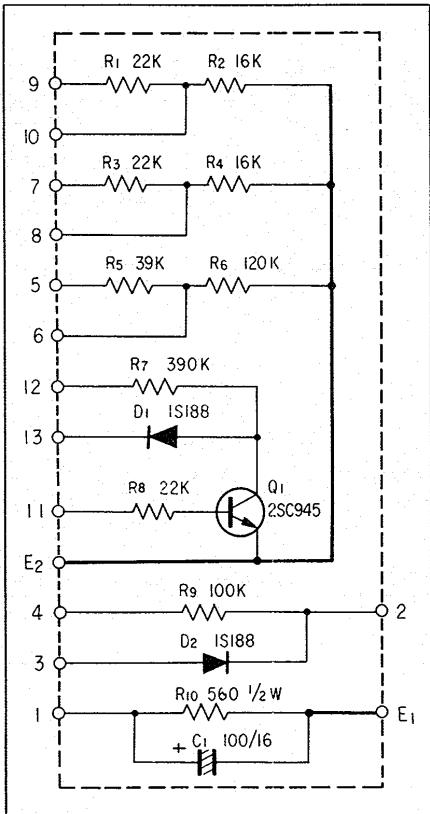 R1 22K R2 16K
9
10
R3 22K R4 16K
7
8
R5 39K R6 120K
5
6
R7 390K
12
D1 1S188
13
R8 22K Q1
11 2SC945
E2
R9 100K
4 2
D2 1S188
3
R10 560 1/2W
1 E1
+ C1 100/16